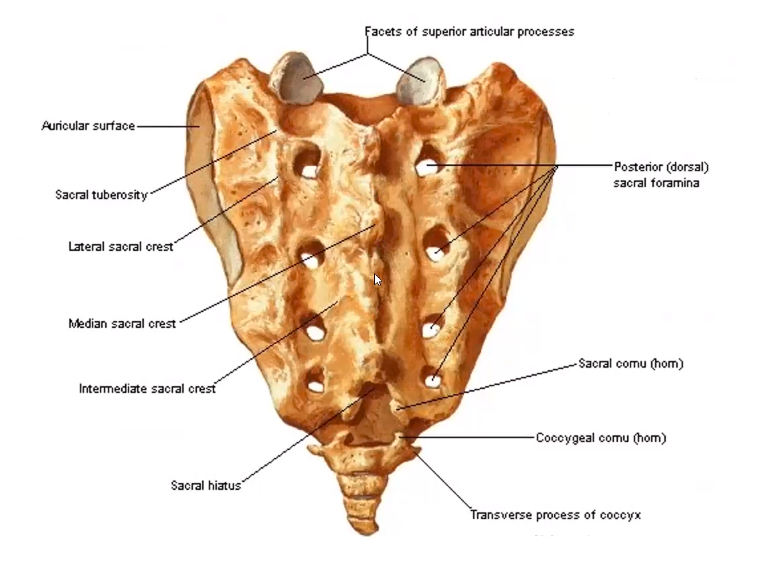 Facets of superior articular processes
Auricular surface
Posterior (dorsal)
sacral foramina
Sacral tuberosity
Lateral sacral crest
Median sacral crest
Sacral cornu (horn)
Intermediate sacral crest
Coccygeal cornu (horn)
Sacral hiatus
Transverse process of coccyx